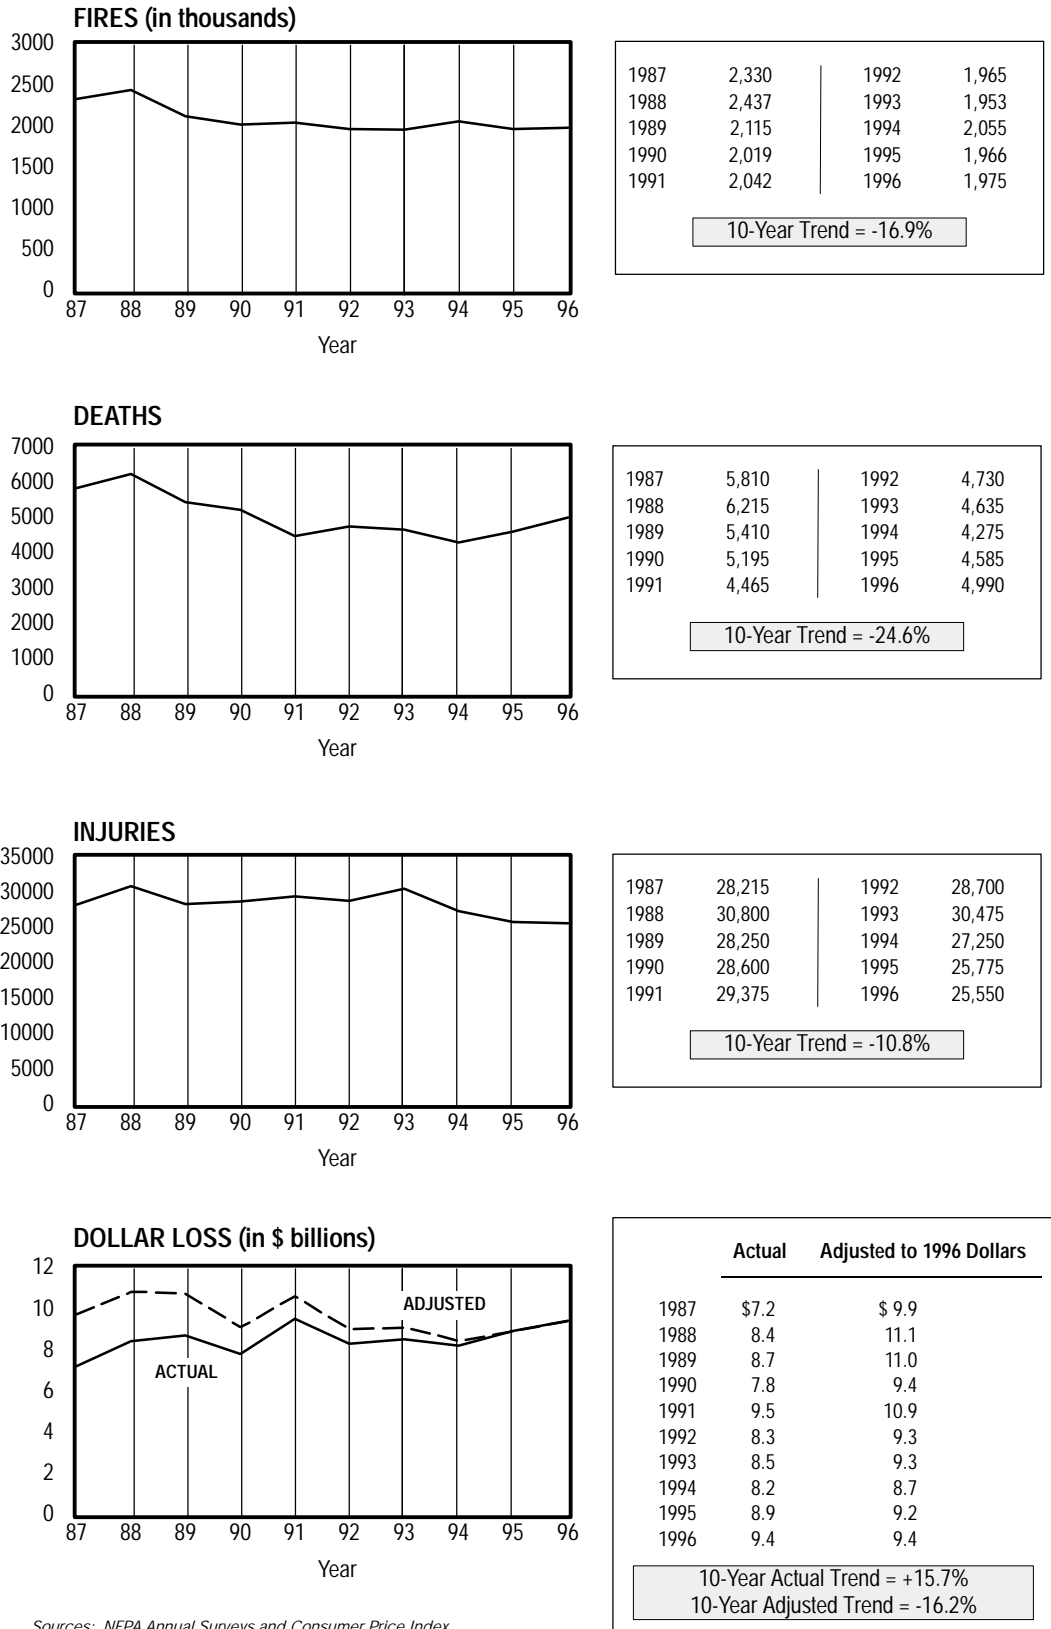 FIRES (in thousands)
3000
2500
2000
1500
1000
500
0
87 88 89 90 91 92 93 94 95 96
Year
1987 2,330 1992 1,965
1988 2,437 1993 1,953
1989 2,115 1994 2,055
1990 2,019 1995 1,966
1991 2,042 1996 1,975
10-Year Trend = -16.9%
DEATHS
7000
6000
5000
4000
3000
2000
1000
0
87 88 89 90 91 92 93 94 95 96
Year
1987 5,810 1992 4,730
1988 6,215 1993 4,635
1989 5,410 1994 4,275
1990 5,195 1995 4,585
1991 4,465 1996 4,990
10-Year Trend = -24.6%
INJURIES
35000
30000
25000
20000
15000
10000
5000
0
87 88 89 90 91 92 93 94 95 96
Year
1987 28,215 1992 28,700
1988 30,800 1993 30,475
1989 28,250 1994 27,250
1990 28,600 1995 25,775
1991 29,375 1996 25,550
10-Year Trend = -10.8%
DOLLAR LOSS (in $ billions)
12
10
8
6
4
2
0
ADJUSTED
ACTUAL
87 88 89 90 91 92 93 94 95 96
Year
Actual Adjusted to 1996 Dollars
1987 $7.2 $ 9.9
1988 8.4 11.1
1989 8.7 11.0
1990 7.8 9.4
1991 9.5 10.9
1992 8.3 9.3
1993 8.5 9.3
1994 8.2 8.7
1995 8.9 9.2
1996 9.4 9.4
10-Year Actual Trend = +15.7%
10-Year Adjusted Trend = -16.2%
Sources: NFPA Annual Surveys and Consumer Price Index